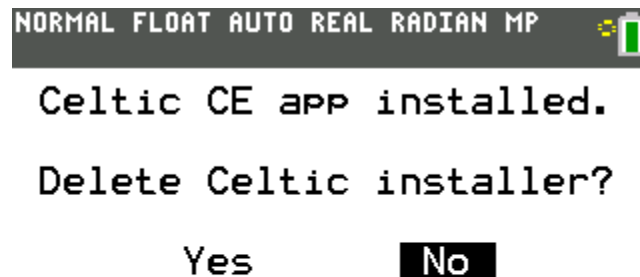 NORMAL FLOAT AUTO REAL RADIAN MP
Celtic CE app installed.
Delete Celtic installer?
Yes No